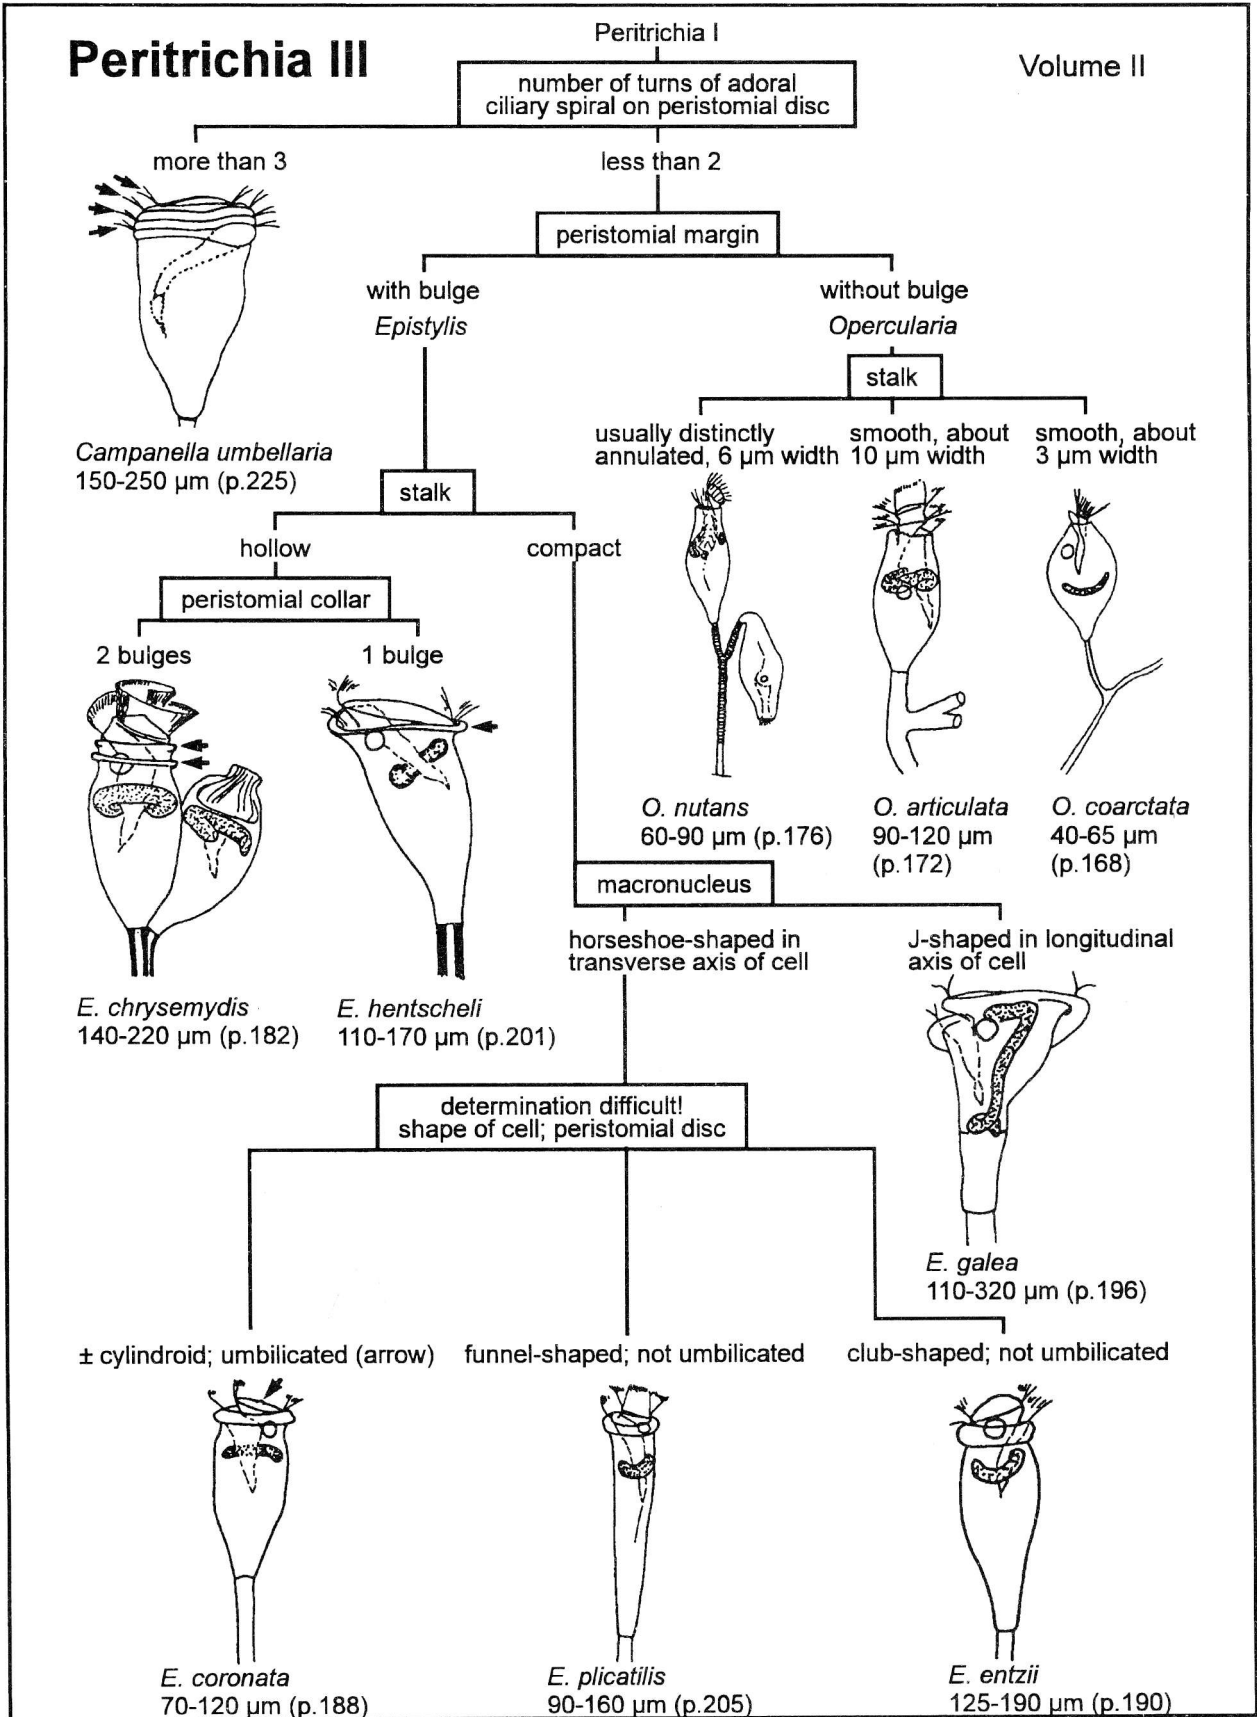 Peritrichia III
Peritrichia I
Volume II
number of turns of adoral
ciliary spiral on peristomial disc
more than 3
less than 2
peristomial margin
with bulge
Epistylis
without bulge
Opercularia
stalk
usually distinctly
annulated, 6 µm width
smooth, about
10 µm width
smooth, about
3 µm width
Campanella umbellaria
150-250 µm (p.225)
stalk
hollow
compact
peristomial collar
2 bulges
1 bulge
O. nutans
60-90 µm (p.176)
O. articulata
90-120 µm
(p.172)
O. coarctata
40-65 µm
(p.168)
macronucleus
horseshoe-shaped in
transverse axis of cell
J-shaped in longitudinal
axis of cell
E. chrysemydis
140-220 µm (p.182)
E. hentscheli
110-170 µm (p.201)
determination difficult!
shape of cell; peristomial disc
E. galea
110-320 µm (p.196)
± cylindroid; umbilicated (arrow)
funnel-shaped; not umbilicated
club-shaped; not umbilicated
E. coronata
70-120 µm (p.188)
E. plicatilis
90-160 µm (p.205)
E. entzii
125-190 µm (p.190)